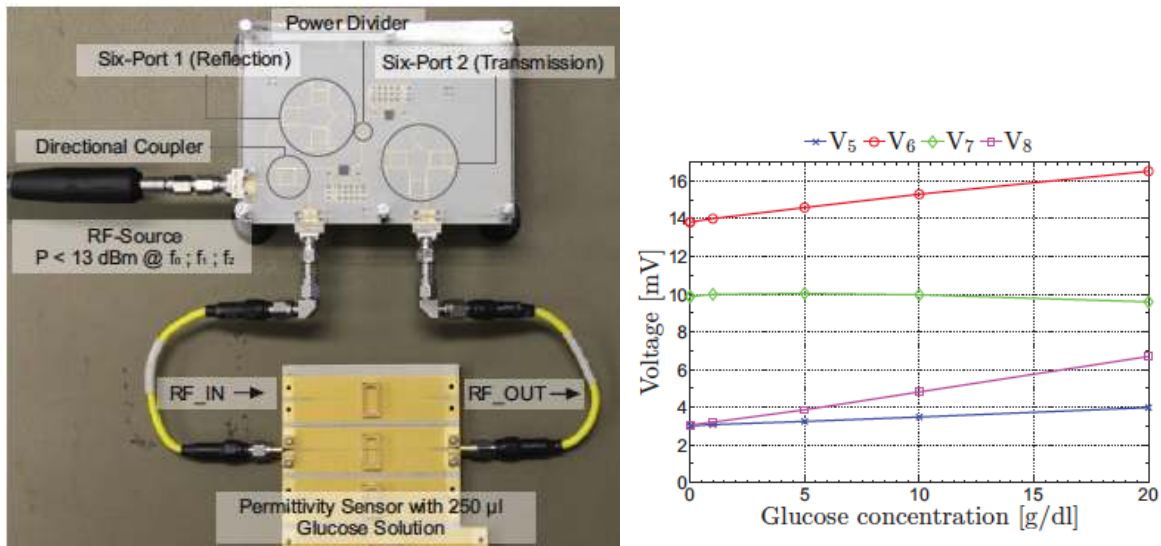 Power Divider
Six-Port 1 (Reflection)
Six-Port 2 (Transmission)
Directional Coupler
RF-Source
P < 13 dBm @ f₀ ; f₁ ; f₂
RF_IN
RF_OUT
Permittivity Sensor with 250 µl
Glucose Solution
V₅ V₆ V₇ V₈
Voltage [mV]
16
14
12
10
8
6
4
2
0
0 5 10 15 20
Glucose concentration [g/dl]